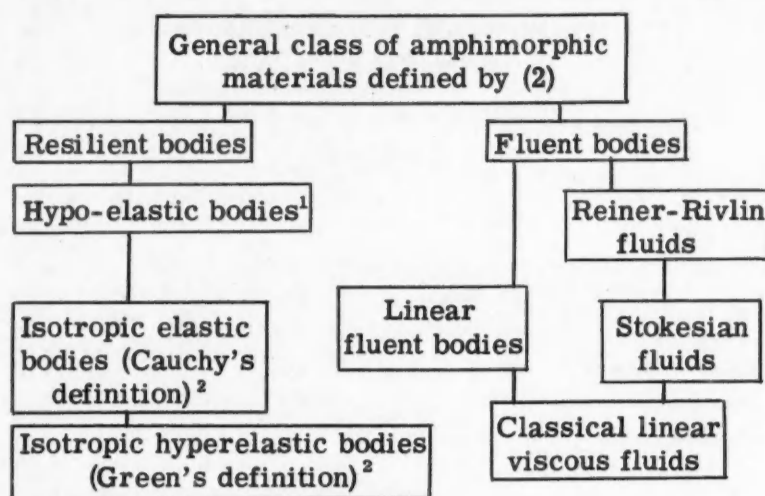 General class of amphimorphic
materials defined by (2)
Resilient bodies
Fluent bodies
Hypo-elastic bodies¹
Reiner-Rivlin
fluids
Linear
fluent bodies
Stokesian
fluids
Isotropic elastic
bodies (Cauchy's
definition)²
Classical linear
viscous fluids
Isotropic hyperelastic bodies
(Green's definition)²